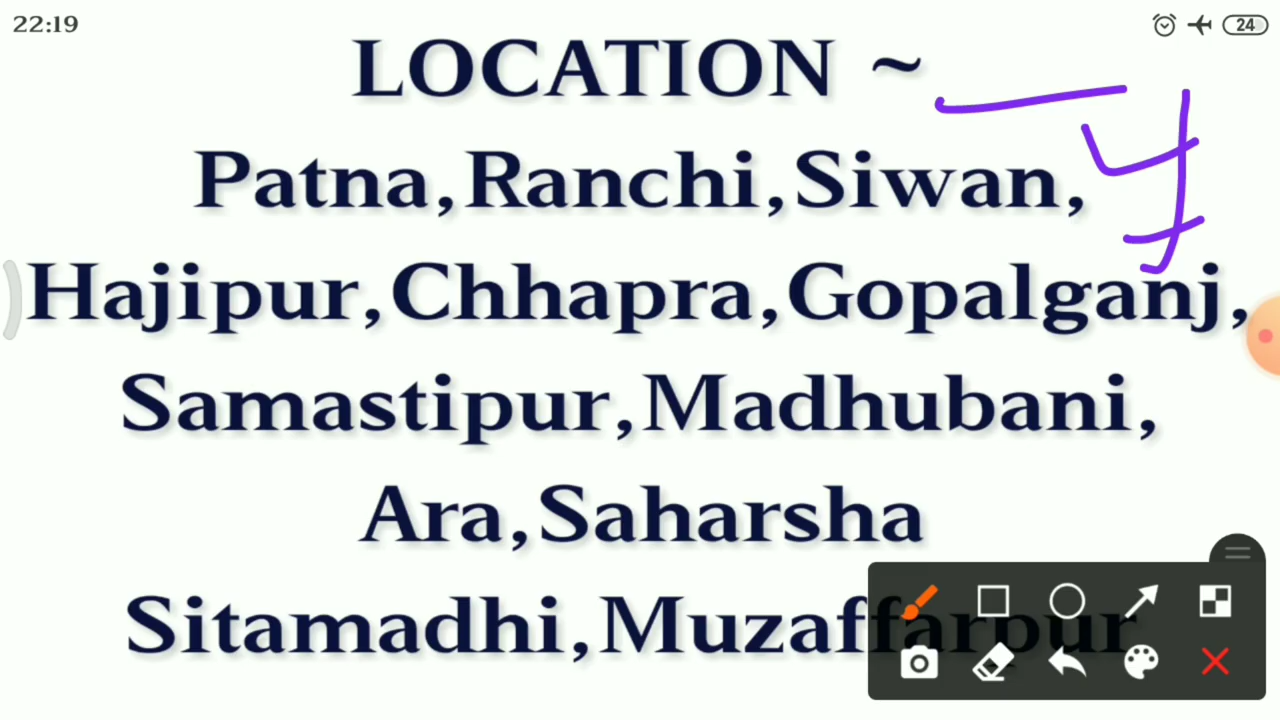 22:19
24
LOCATION ~
Patna,Ranchi,Siwan,
Hajipur,Chhapra,Gopalganj,
Samastipur,Madhubani,
Ara,Saharsha
Sitamadhi,Muzaffarpur